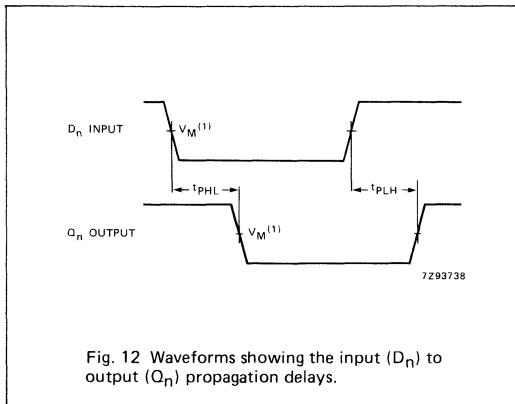 Dn INPUT
VM(1)
tPHL
tPLH
Qn OUTPUT
VM(1)
7Z93738
Fig. 12 Waveforms showing the input (Dn) to
output (Qn) propagation delays.